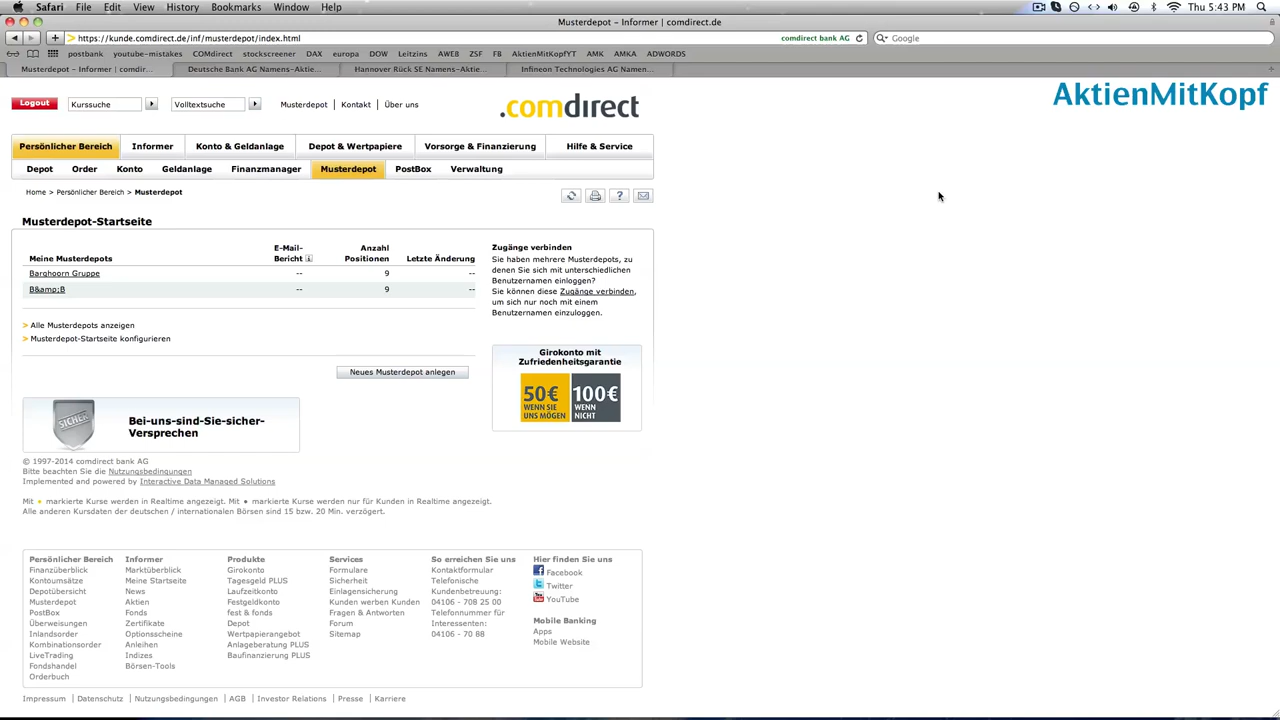 Safari File Edit View History Bookmarks Window Help Thu 5:43 PM
Musterdepot – Informer | comdirect.de
https://kunde.comdirect.de/inf/musterdepot/index.html comdirect bank AG Google
postbank youtube-mistakes COMdirect stockscreener DAX europa DOW Leitzins AWE8 ZSF FB AktienMitKopfYT AMK AMKA ADWORDS
Musterdepot – Informer | comdir... Deutsche Bank AG Namens-Aktie... Hannover Rück SE Namens-Aktie... Infineon Technologies AG Namen...
AktienMitKopf
Logout Kurssuche Volltextsuche Musterdepot | Kontakt | Über uns
.comdirect
Persönlicher Bereich Informer Konto & Geldanlage Depot & Wertpapiere Vorsorge & Finanzierung Hilfe & Service
Depot Order Konto Geldanlage Finanzmanager Musterdepot PostBox Verwaltung
Home > Persönlicher Bereich > Musterdepot
Musterdepot-Startseite
Meine Musterdepots E-Mail-Bericht Anzahl Positionen Letzte Änderung
Barghoorn Gruppe -- 9 --
B&amp;B -- 9 --
> Alle Musterdepots anzeigen
> Musterdepot-Startseite konfigurieren
Neues Musterdepot anlegen
Zugänge verbinden
Sie haben mehrere Musterdepots, zu
denen Sie sich mit unterschiedlichen
Benutzernamen einloggen?
Sie können diese Zugänge verbinden,
um sich nur noch mit einem
Benutzernamen einzuloggen.
Girokonto mit
Zufriedenheitsgarantie
50€ 100€
WENN SIE WENN
UNS MÖGEN NICHT
SICHER
Bei-uns-sind-Sie-sicher-
Versprechen
© 1997-2014 comdirect bank AG
Bitte beachten Sie die Nutzungsbedingungen
Implemented and powered by Interactive Data Managed Solutions
Mit • markierte Kurse werden in Realtime angezeigt. Mit • markierte Kurse werden nur für Kunden in Realtime angezeigt.
Alle anderen Kursdaten der deutschen / internationalen Börsen sind 15 bzw. 20 Min. verzögert.
Persönlicher Bereich Informer Produkte Services So erreichen Sie uns Hier finden Sie uns
Finanzüberblick Marktüberblick Girokonto Formulare Kontaktformular Facebook
Kontoumsätze Meine Startseite Tagesgeld PLUS Sicherheit Telefonische Twitter
Depotübersicht News Laufzeitkonto Einlagensicherung Kundenbetreuung: YouTube
Musterdepot Aktien Festgeldkonto Kunden werben Kunden 04106 - 708 25 00
PostBox Fonds fest & fonds Fragen & Antworten Telefonnummer für
Überweisungen Zertifikate Depot Forum Interessenten: Mobile Banking
Inlandsorder Optionsscheine Wertpapierangebot Sitemap 04106 - 70 88 Apps
Kombinationsorder Anleihen Anlageberatung PLUS Mobile Website
LiveTrading Indizes Baufinanzierung PLUS
Fondshandel Börsen-Tools
Orderbuch
Impressum | Datenschutz | Nutzungsbedingungen | AGB | Investor Relations | Presse | Karriere